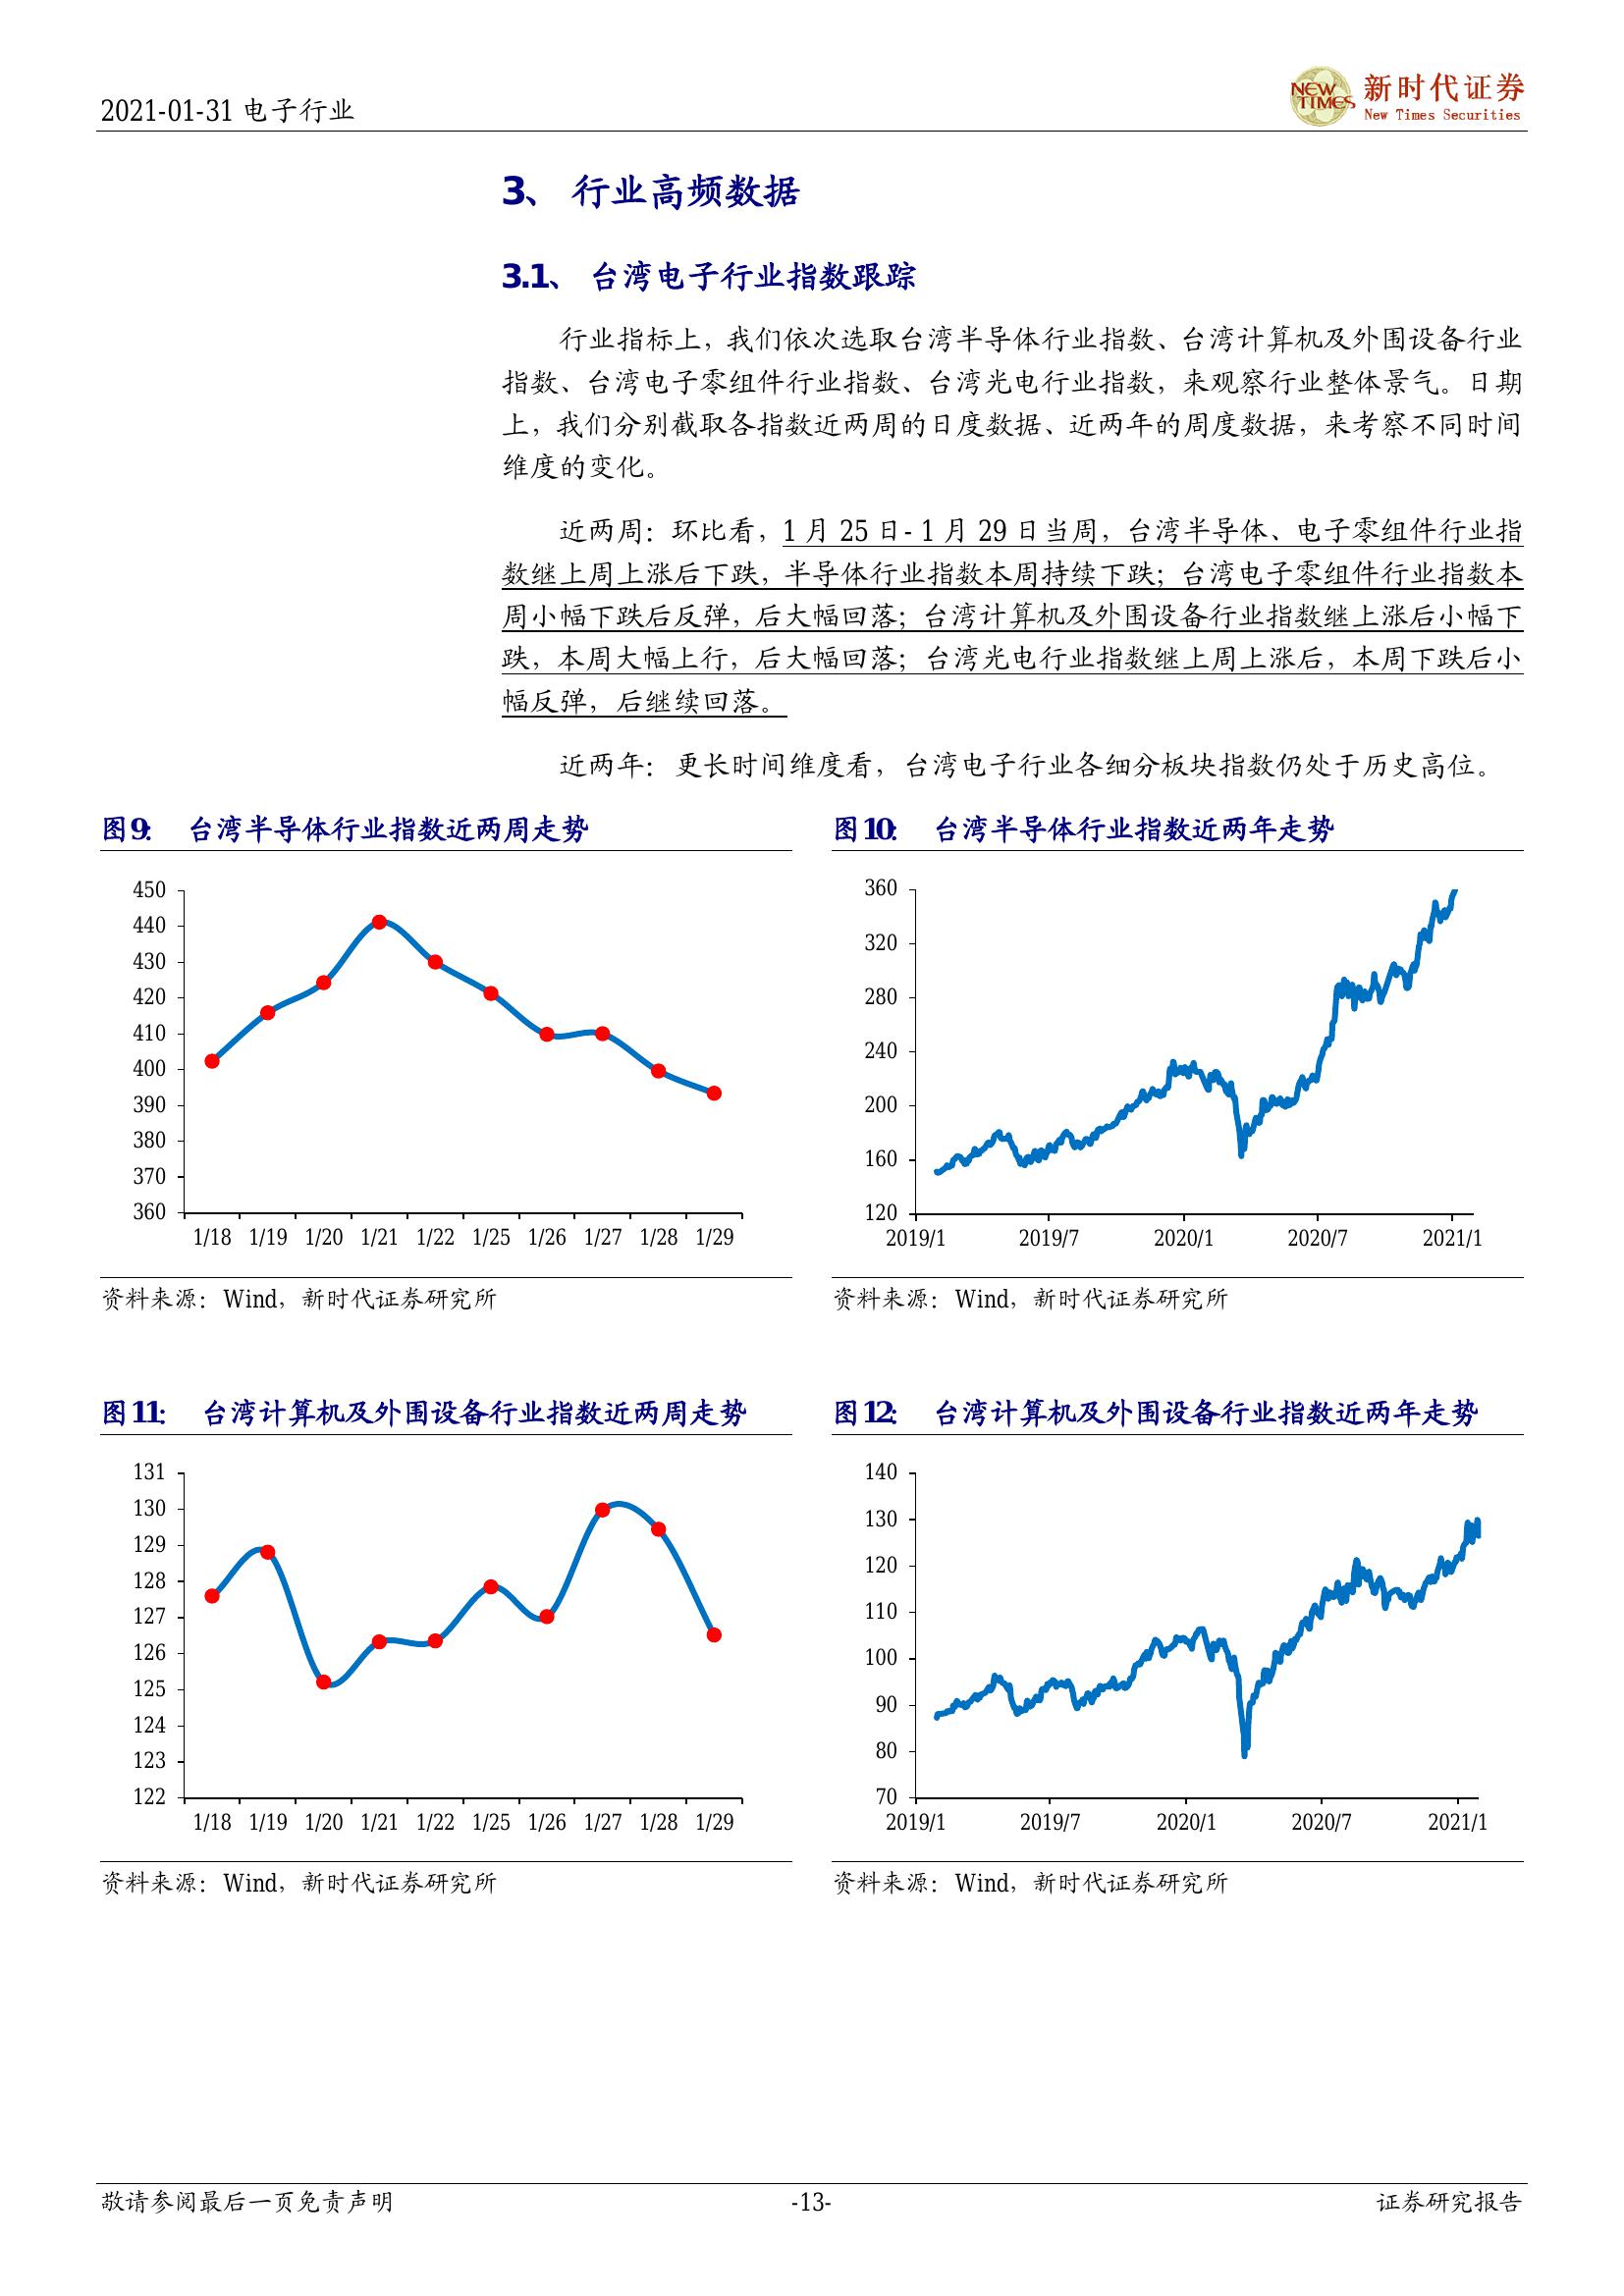 2021-01-31 电子行业
NEW TIMES
新时代证券
New Times Securities
3、 行业高频数据
3.1、 台湾电子行业指数跟踪
行业指标上，我们依次选取台湾半导体行业指数、台湾计算机及外围设备行业
指数、台湾电子零组件行业指数、台湾光电行业指数，来观察行业整体景气。日期
上，我们分别截取各指数近两周的日度数据、近两年的周度数据，来考察不同时间
维度的变化。
近两周：环比看，1 月 25 日- 1 月 29 日当周，台湾半导体、电子零组件行业指
数继上周上涨后下跌，半导体行业指数本周持续下跌；台湾电子零组件行业指数本
周小幅下跌后反弹，后大幅回落；台湾计算机及外围设备行业指数继上涨后小幅下
跌，本周大幅上行，后大幅回落；台湾光电行业指数继上周上涨后，本周下跌后小
幅反弹，后继续回落。
近两年：更长时间维度看，台湾电子行业各细分板块指数仍处于历史高位。
图9： 台湾半导体行业指数近两周走势
450
440
430
420
410
400
390
380
370
360
1/18 1/19 1/20 1/21 1/22 1/25 1/26 1/27 1/28 1/29
资料来源：Wind，新时代证券研究所
图10： 台湾半导体行业指数近两年走势
360
320
280
240
200
160
120
2019/1 2019/7 2020/1 2020/7 2021/1
资料来源：Wind，新时代证券研究所
图11： 台湾计算机及外围设备行业指数近两周走势
131
130
129
128
127
126
125
124
123
122
1/18 1/19 1/20 1/21 1/22 1/25 1/26 1/27 1/28 1/29
资料来源：Wind，新时代证券研究所
图12： 台湾计算机及外围设备行业指数近两年走势
140
130
120
110
100
90
80
70
2019/1 2019/7 2020/1 2020/7 2021/1
资料来源：Wind，新时代证券研究所
敬请参阅最后一页免责声明
-13-
证券研究报告